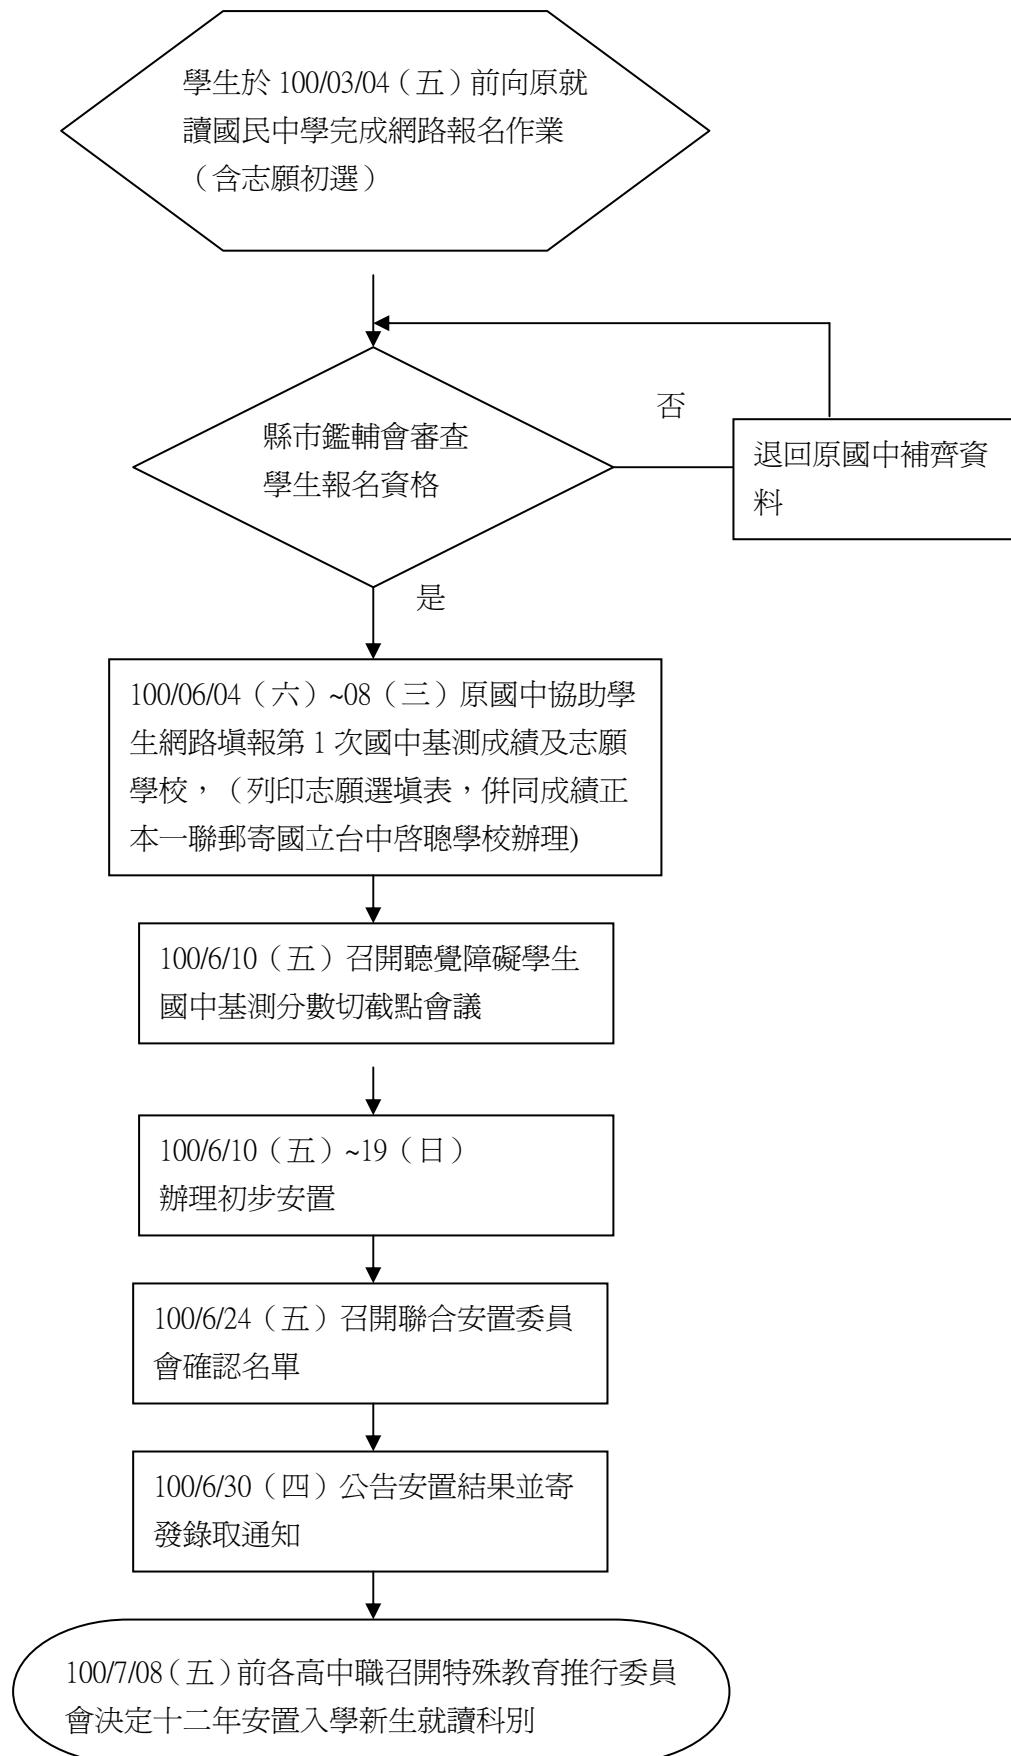 學生於 100/03/04（五）前向原就
讀國民中學完成網路報名作業
（含志願初選）
縣市鑑輔會審查
學生報名資格
否
退回原國中補齊資
料
是
100/06/04（六）~08（三）原國中協助學
生網路填報第 1 次國中基測成績及志願
學校，（列印志願選填表，併同成績正
本一聯郵寄國立台中啓聰學校辦理)
100/6/10（五）召開聽覺障礙學生
國中基測分數切截點會議
100/6/10（五）~19（日）
辦理初步安置
100/6/24（五）召開聯合安置委員
會確認名單
100/6/30（四）公告安置結果並寄
發錄取通知
100/7/08（五）前各高中職召開特殊教育推行委員
會決定十二年安置入學新生就讀科別